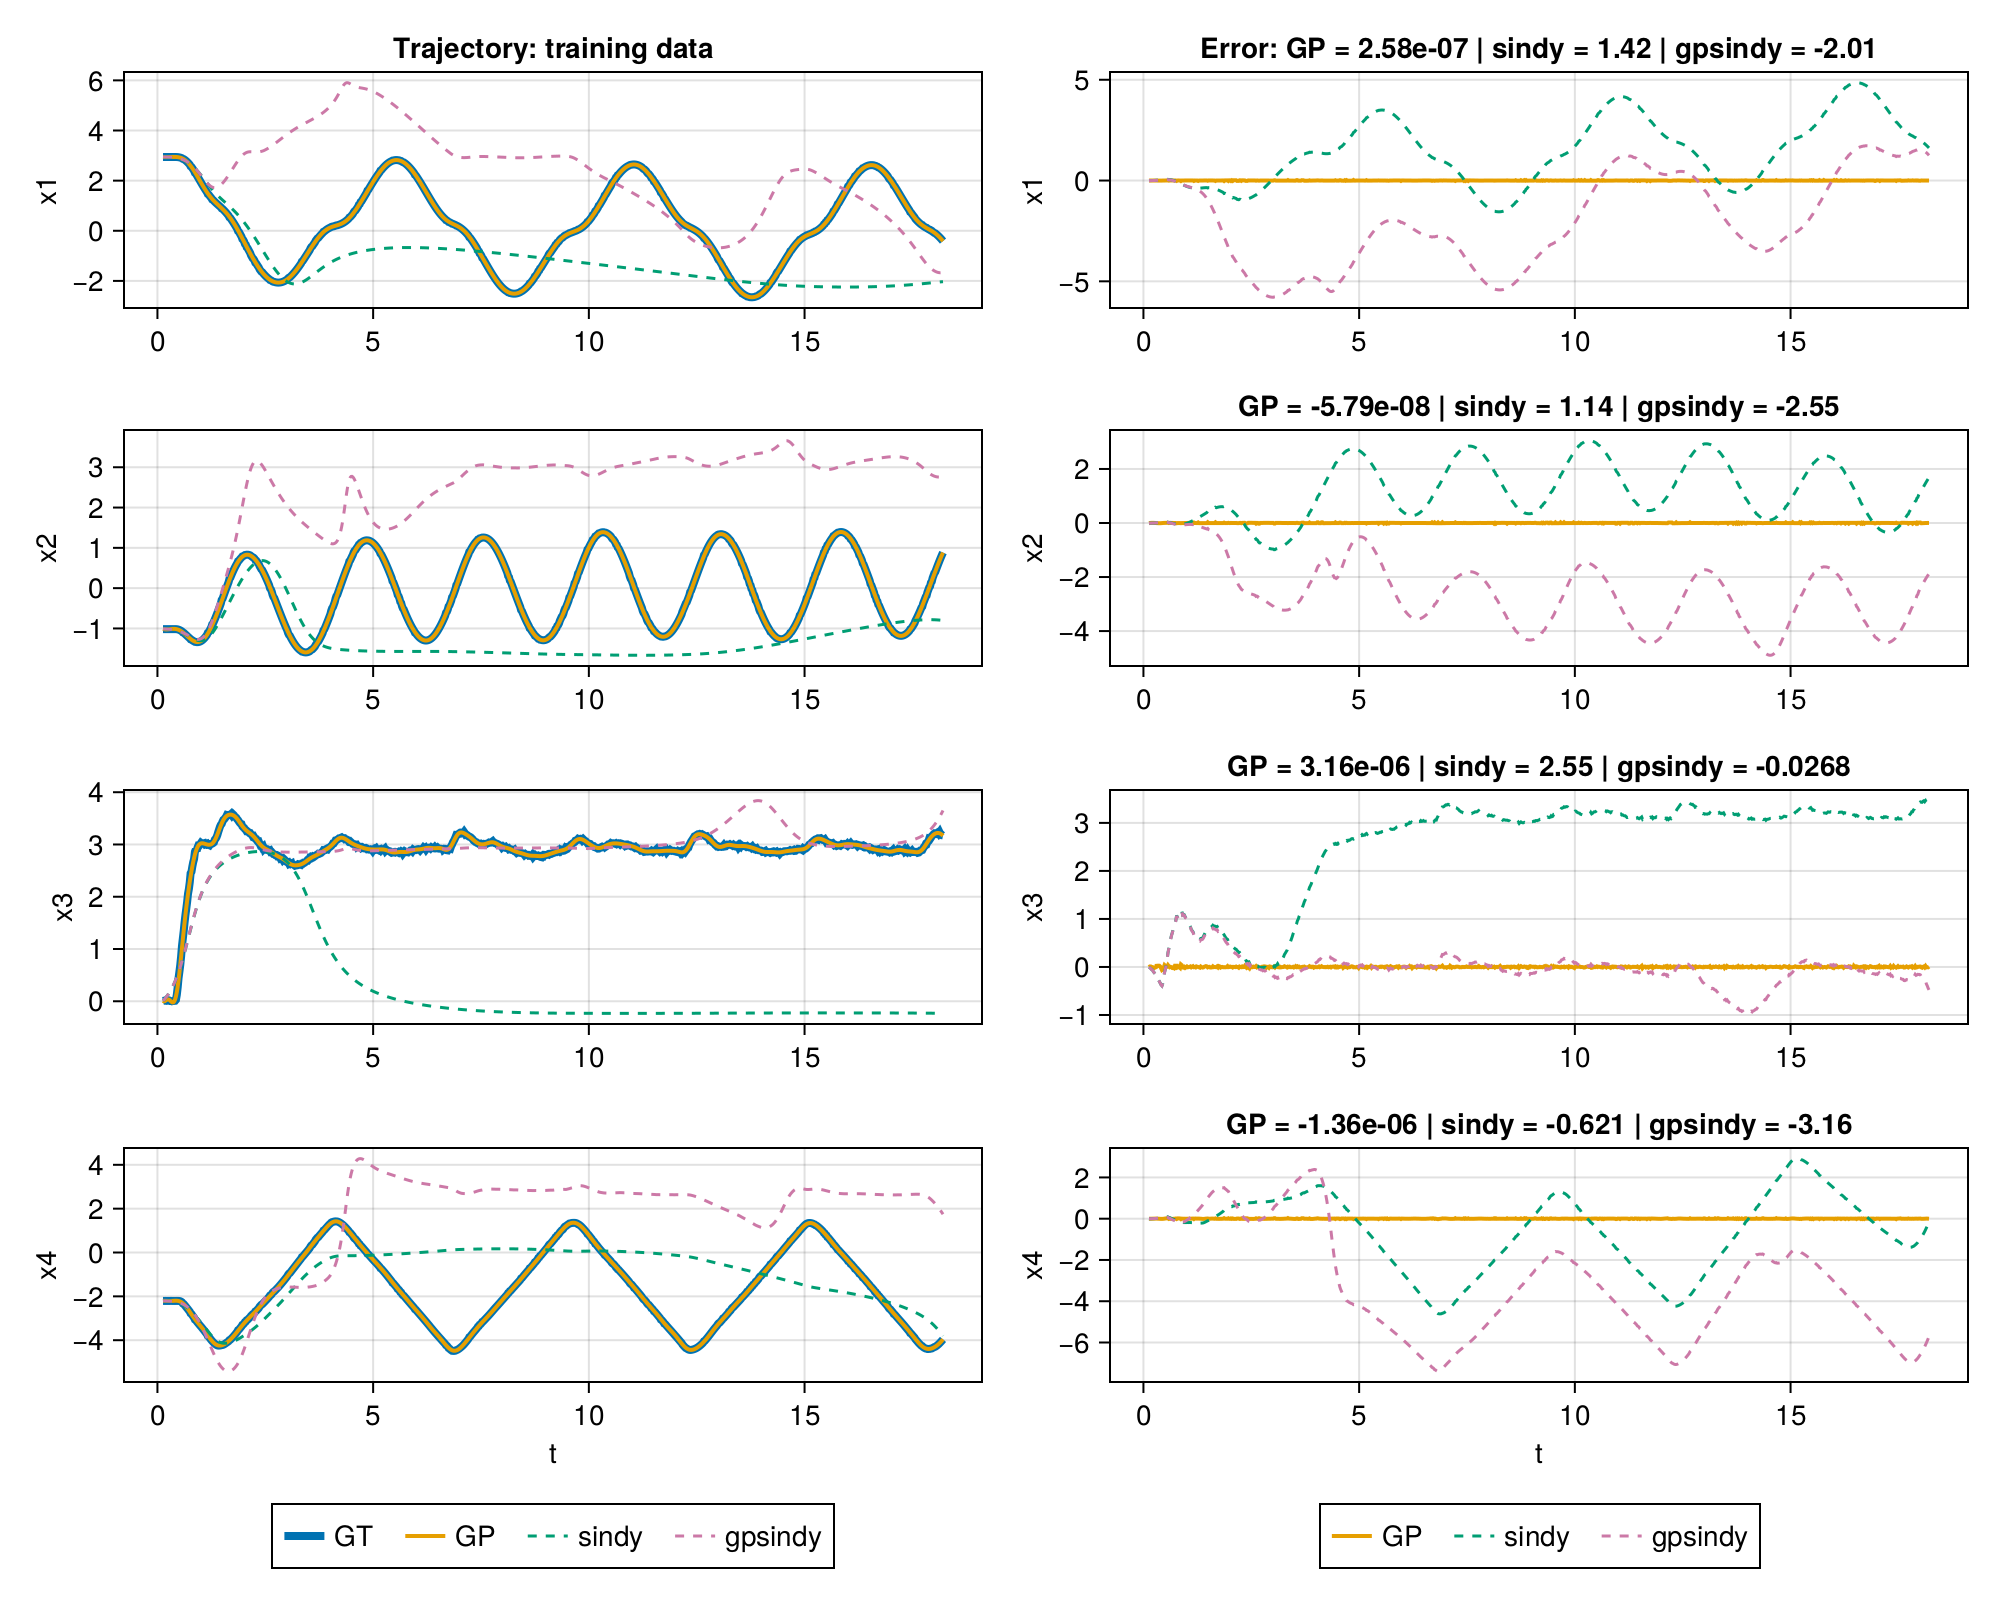 Trajectory: training data
x1
6
4
2
0
−2
0 5 10 15
Error: GP = 2.58e-07 | sindy = 1.42 | gpsindy = -2.01
x1
5
0
−5
0 5 10 15
x2
3
2
1
0
−1
0 5 10 15
GP = -5.79e-08 | sindy = 1.14 | gpsindy = -2.55
x2
2
0
−2
−4
0 5 10 15
x3
4
3
2
1
0
0 5 10 15
GP = 3.16e-06 | sindy = 2.55 | gpsindy = -0.0268
x3
3
2
1
0
−1
0 5 10 15
x4
4
2
0
−2
−4
0 5 10 15
t
GP = -1.36e-06 | sindy = -0.621 | gpsindy = -3.16
x4
2
0
−2
−4
−6
0 5 10 15
t
GT GP sindy gpsindy
GP sindy gpsindy